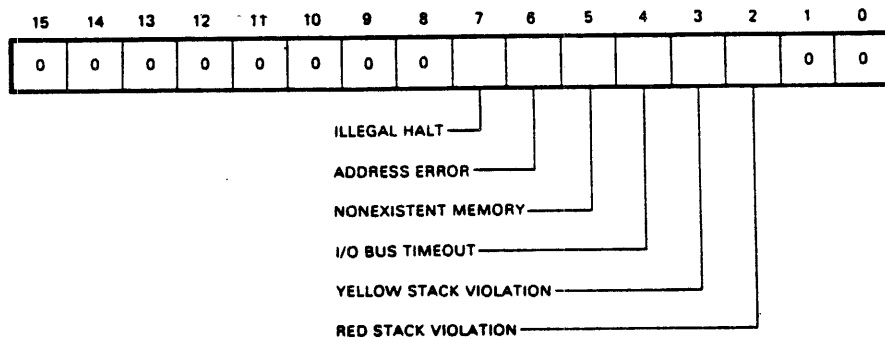 15 14 13 12 11 10 9 8 7 6 5 4 3 2 1 0
0 0 0 0 0 0 0 0 0 0
ILLEGAL HALT
ADDRESS ERROR
NONEXISTENT MEMORY
I/O BUS TIMEOUT
YELLOW STACK VIOLATION
RED STACK VIOLATION